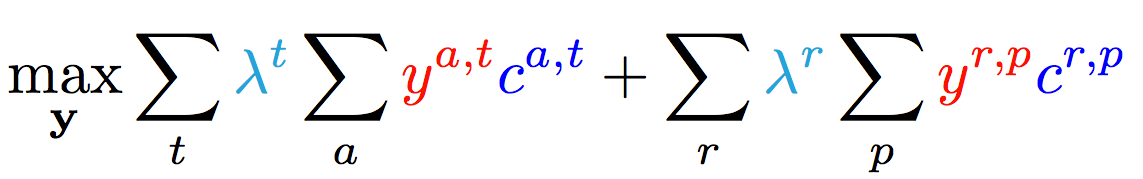 max_y ∑_t λ^t ∑_a y^{a,t} c^{a,t} + ∑_r λ^r ∑_p y^{r,p} c^{r,p}